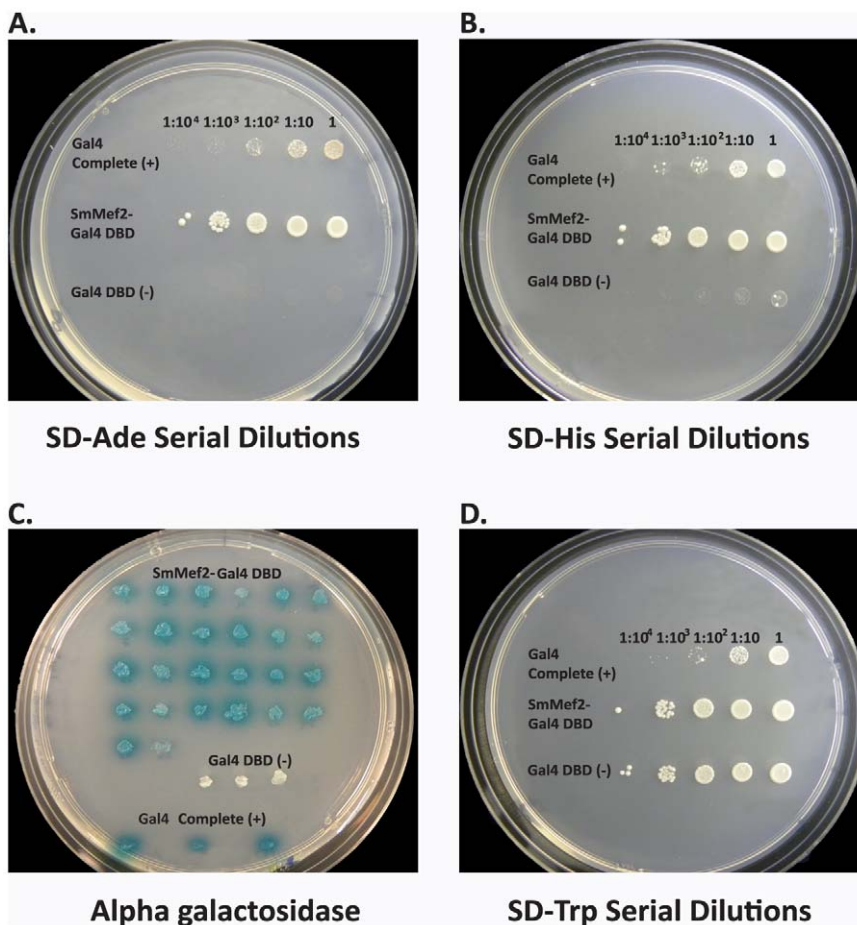 A.
1:10⁴ 1:10³ 1:10² 1:10 1
Gal4
Complete (+)
SmMef2-
Gal4 DBD
Gal4 DBD (-)
SD-Ade Serial Dilutions
B.
1:10⁴ 1:10³ 1:10² 1:10 1
Gal4
Complete (+)
SmMef2-
Gal4 DBD
Gal4 DBD (-)
SD-His Serial Dilutions
C.
SmMef2-Gal4 DBD
Gal4 DBD (-)
Gal4 Complete (+)
Alpha galactosidase
D.
1:10⁴ 1:10³ 1:10² 1:10 1
Gal4
Complete (+)
SmMef2-
Gal4 DBD
Gal4 DBD (-)
SD-Trp Serial Dilutions